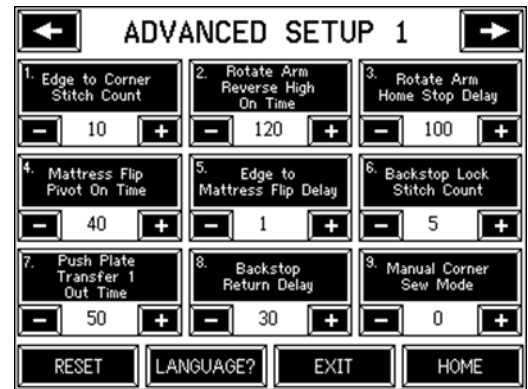 ADVANCED SETUP 1
1. Edge to Corner
Stitch Count
2. Rotate Arm
Reverse High
On Time
3. Rotate Arm
Home Stop Delay
- 10 +
- 120 +
- 100 +
4. Mattress Flip
Pivot On Time
5. Edge to
Mattress Flip Delay
6. Backstop Lock
Stitch Count
- 40 +
- 1 +
- 5 +
7. Push Plate
Transfer 1
Out Time
8. Backstop
Return Delay
9. Manual Corner
Sew Mode
- 50 +
- 30 +
- 0 +
RESET
LANGUAGE?
EXIT
HOME